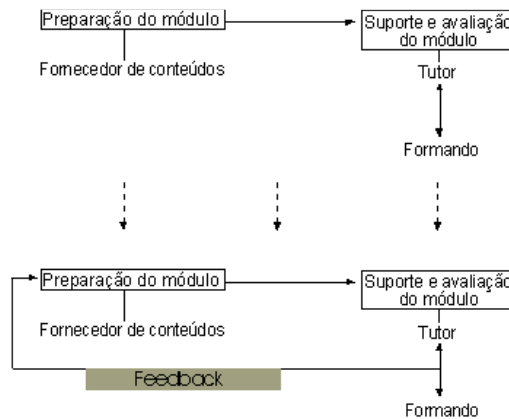 Preparação do módulo
Suporte e avaliação
do módulo
Fornecedor de conteúdos
Tutor
Formando
Preparação do módulo
Suporte e avaliação
do módulo
Fornecedor de conteúdos
Tutor
Feedback
Formando